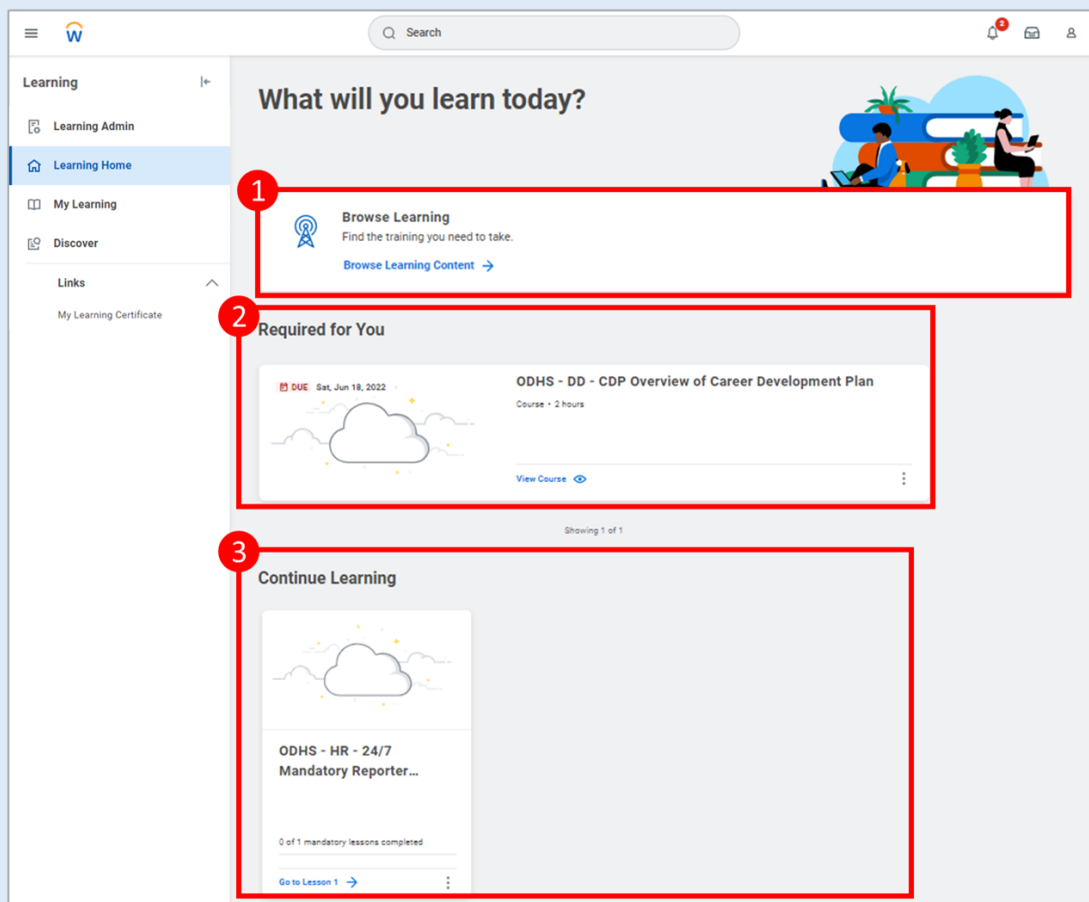 W
Search
2
Learning
Learning Admin
Learning Home
My Learning
Discover
Links
My Learning Certificate
What will you learn today?
1
Browse Learning
Find the training you need to take.
Browse Learning Content
2
Required for You
DUE Sat, Jun 18, 2022
ODHS - DD - CDP Overview of Career Development Plan
Course • 2 hours
View Course
Showing 1 of 1
3
Continue Learning
ODHS - HR - 24/7
Mandatory Reporter...
0 of 1 mandatory lessons completed
Go to Lesson 1